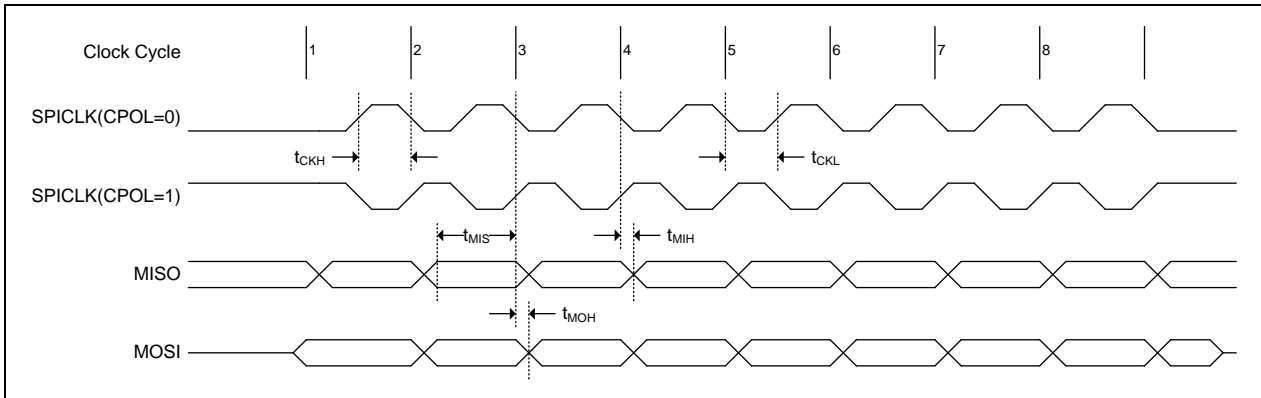 Clock Cycle 1 2 3 4 5 6 7 8
SPICLK(CPOL=0)
tCKH tCKL
SPICLK(CPOL=1)
tMIS tMIH
MISO
tMOH
MOSI